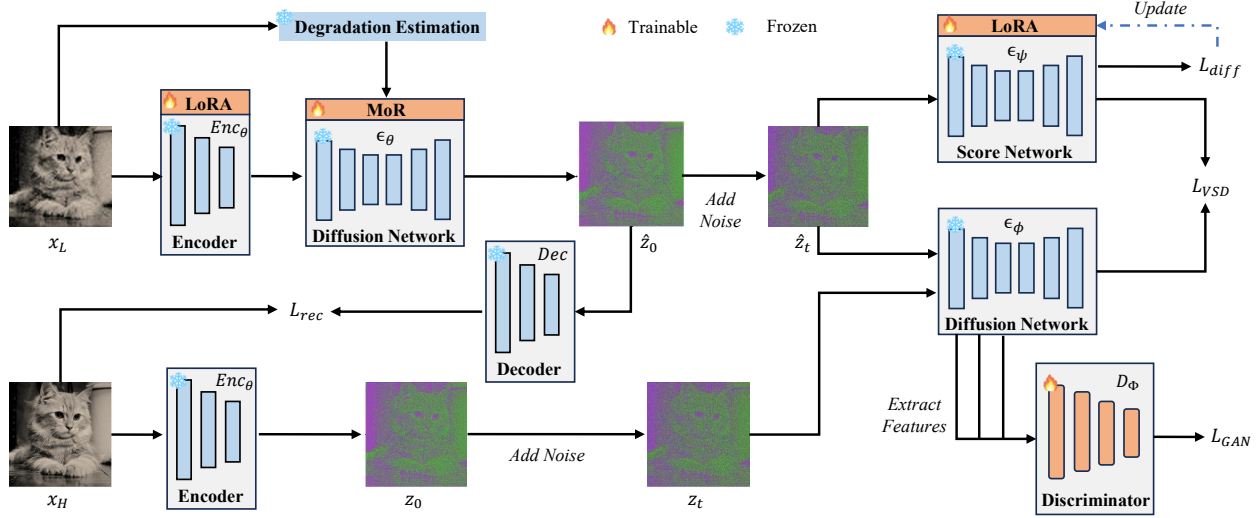 Degradation Estimation
Trainable
Frozen
Update
LoRA
ϵ_ψ
L_diff
Score Network
LoRA
Enc_θ
Encoder
MoR
ϵ_θ
Diffusion Network
x_L
ẑ_0
Add
Noise
ẑ_t
L_VSD
ϵ_ϕ
Diffusion Network
Dec
Decoder
L_rec
Enc_θ
Encoder
x_H
z_0
Add Noise
z_t
Extract
Features
D_Φ
Discriminator
L_GAN